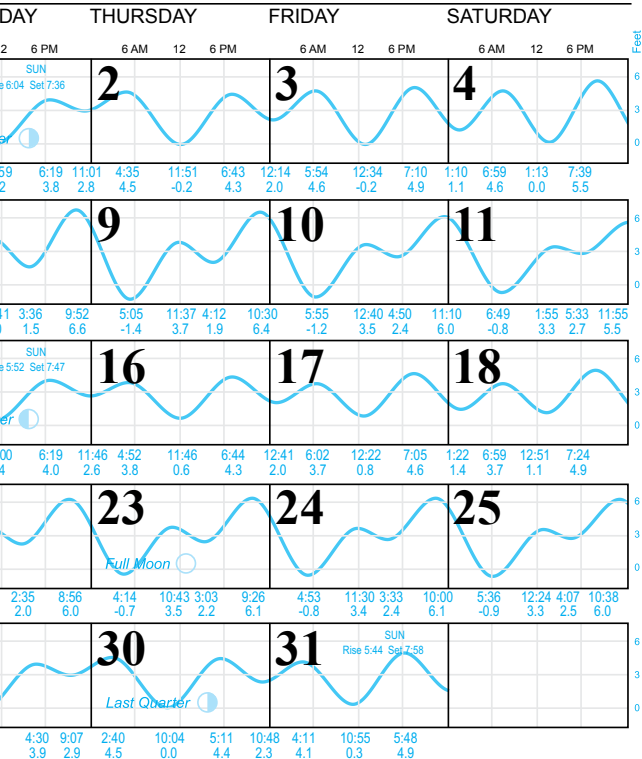 DAY THURSDAY FRIDAY SATURDAY
2 6 PM 6 AM 12 6 PM 6 AM 12 6 PM 6 AM 12 6 PM Feet
SUN
e 6:04 Set 7:36
2 3 4 6
3
er 0
59 6:19 11:01 4:35 11:51 6:43 12:14 5:54 12:34 7:10 1:10 6:59 1:13 7:39
2 3.8 2.8 4.5 -0.2 4.3 2.0 4.6 -0.2 4.9 1.1 4.6 0.0 5.5
9 10 11 6
3
0
41 3:36 9:52 5:05 11:37 4:12 10:30 5:55 12:40 4:50 11:10 6:49 1:55 5:33 11:55
1.5 6.6 -1.4 3.7 1.9 6.4 -1.2 3.5 2.4 6.0 -0.8 3.3 2.7 5.5
SUN
e 5:52 Set 7:47
16 17 18 6
3
er 0
00 6:19 11:46 4:52 11:46 6:44 12:41 6:02 12:22 7:05 1:22 6:59 12:51 7:24
4 4.0 2.6 3.8 0.6 4.3 2.0 3.7 0.8 4.6 1.4 3.7 1.1 4.9
23 24 25 6
3
Full Moon 0
2:35 8:56 4:14 10:43 3:03 9:26 4:53 11:30 3:33 10:00 5:36 12:24 4:07 10:38
2.0 6.0 -0.7 3.5 2.2 6.1 -0.8 3.4 2.4 6.1 -0.9 3.3 2.5 6.0
SUN
Rise 5:44 Set 7:58
30 31 6
3
Last Quarter 0
4:30 9:07 2:40 10:04 5:11 10:48 4:11 10:55 5:48
3.9 2.9 4.5 0.0 4.4 2.3 4.1 0.3 4.9